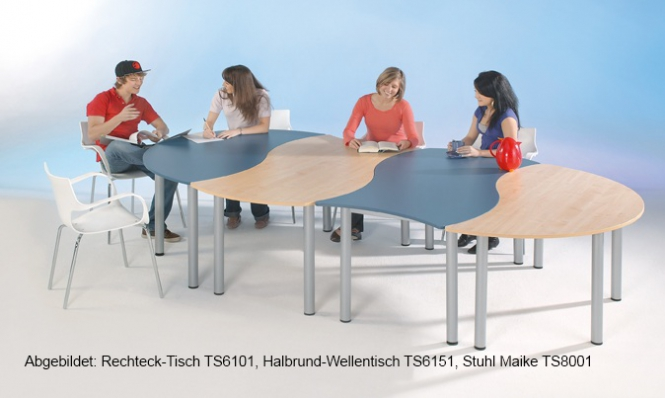 Abgebildet: Rechteck-Tisch TS6101, Halbrund-Wellentisch TS6151, Stuhl Maike TS8001